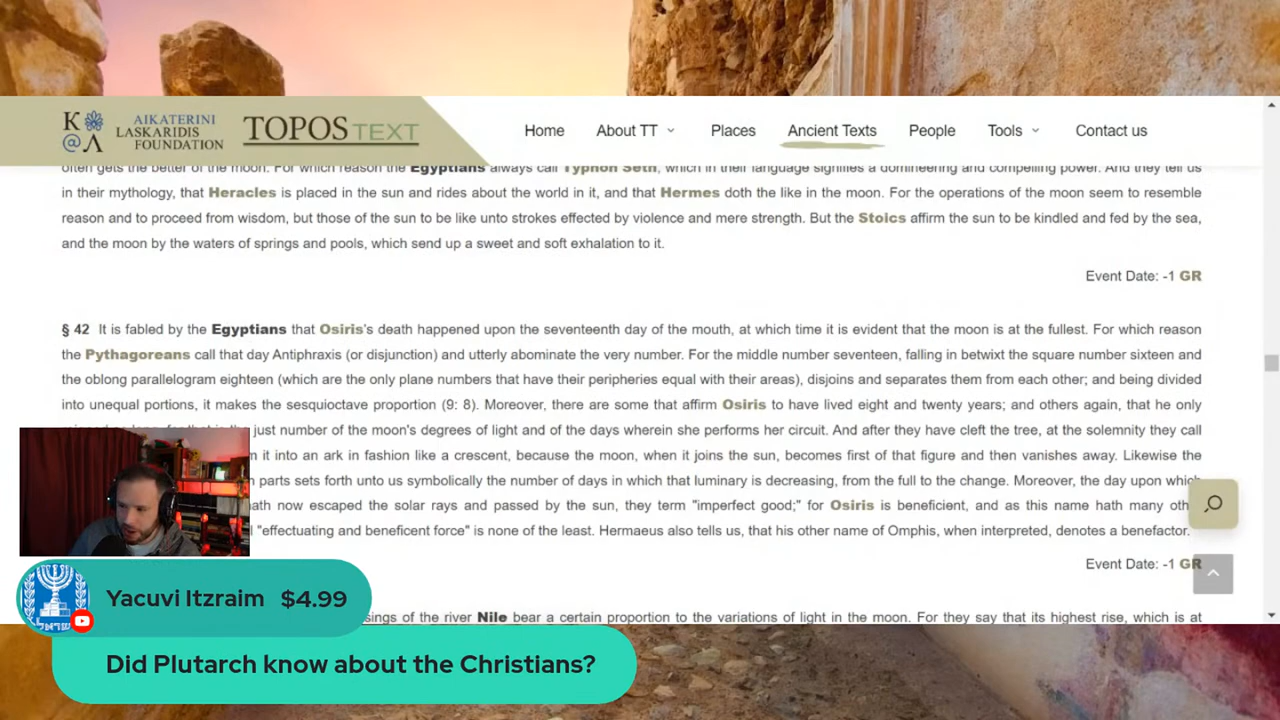 K @ Λ
AIKATERINI
LASKARIDIS
FOUNDATION
TOPOS TEXT
Home
About TT
Places
Ancient Texts
People
Tools
Contact us
often gets the better of the moon. For which reason the Egyptians always call Typhon Seth, which in their language signifies a domineering and compelling power. And they tell us
in their mythology, that Heracles is placed in the sun and rides about the world in it, and that Hermes doth the like in the moon. For the operations of the moon seem to resemble
reason and to proceed from wisdom, but those of the sun to be like unto strokes effected by violence and mere strength. But the Stoics affirm the sun to be kindled and fed by the sea,
and the moon by the waters of springs and pools, which send up a sweet and soft exhalation to it.
Event Date: -1 GR
§ 42 It is fabled by the Egyptians that Osiris's death happened upon the seventeenth day of the mouth, at which time it is evident that the moon is at the fullest. For which reason
the Pythagoreans call that day Antiphraxis (or disjunction) and utterly abominate the very number. For the middle number seventeen, falling in betwixt the square number sixteen and
the oblong parallelogram eighteen (which are the only plane numbers that have their peripheries equal with their areas), disjoins and separates them from each other; and being divided
into unequal portions, it makes the sesquioctave proportion (9: 8). Moreover, there are some that affirm Osiris to have lived eight and twenty years; and others again, that he only
just number of the moon's degrees of light and of the days wherein she performs her circuit. And after they have cleft the tree, at the solemnity they call
it into an ark in fashion like a crescent, because the moon, when it joins the sun, becomes first of that figure and then vanishes away. Likewise the
parts sets forth unto us symbolically the number of days in which that luminary is decreasing, from the full to the change. Moreover, the day upon which
ath now escaped the solar rays and passed by the sun, they term "imperfect good;" for Osiris is beneficent, and as this name hath many oth
"effectuating and beneficent force" is none of the least. Hermaeus also tells us, that his other name of Omphis, when interpreted, denotes a benefactor.
Event Date: -1 GR
sings of the river Nile bear a certain proportion to the variations of light in the moon. For they say that its highest rise, which is at
Yacuvi Itzraim $4.99
Did Plutarch know about the Christians?